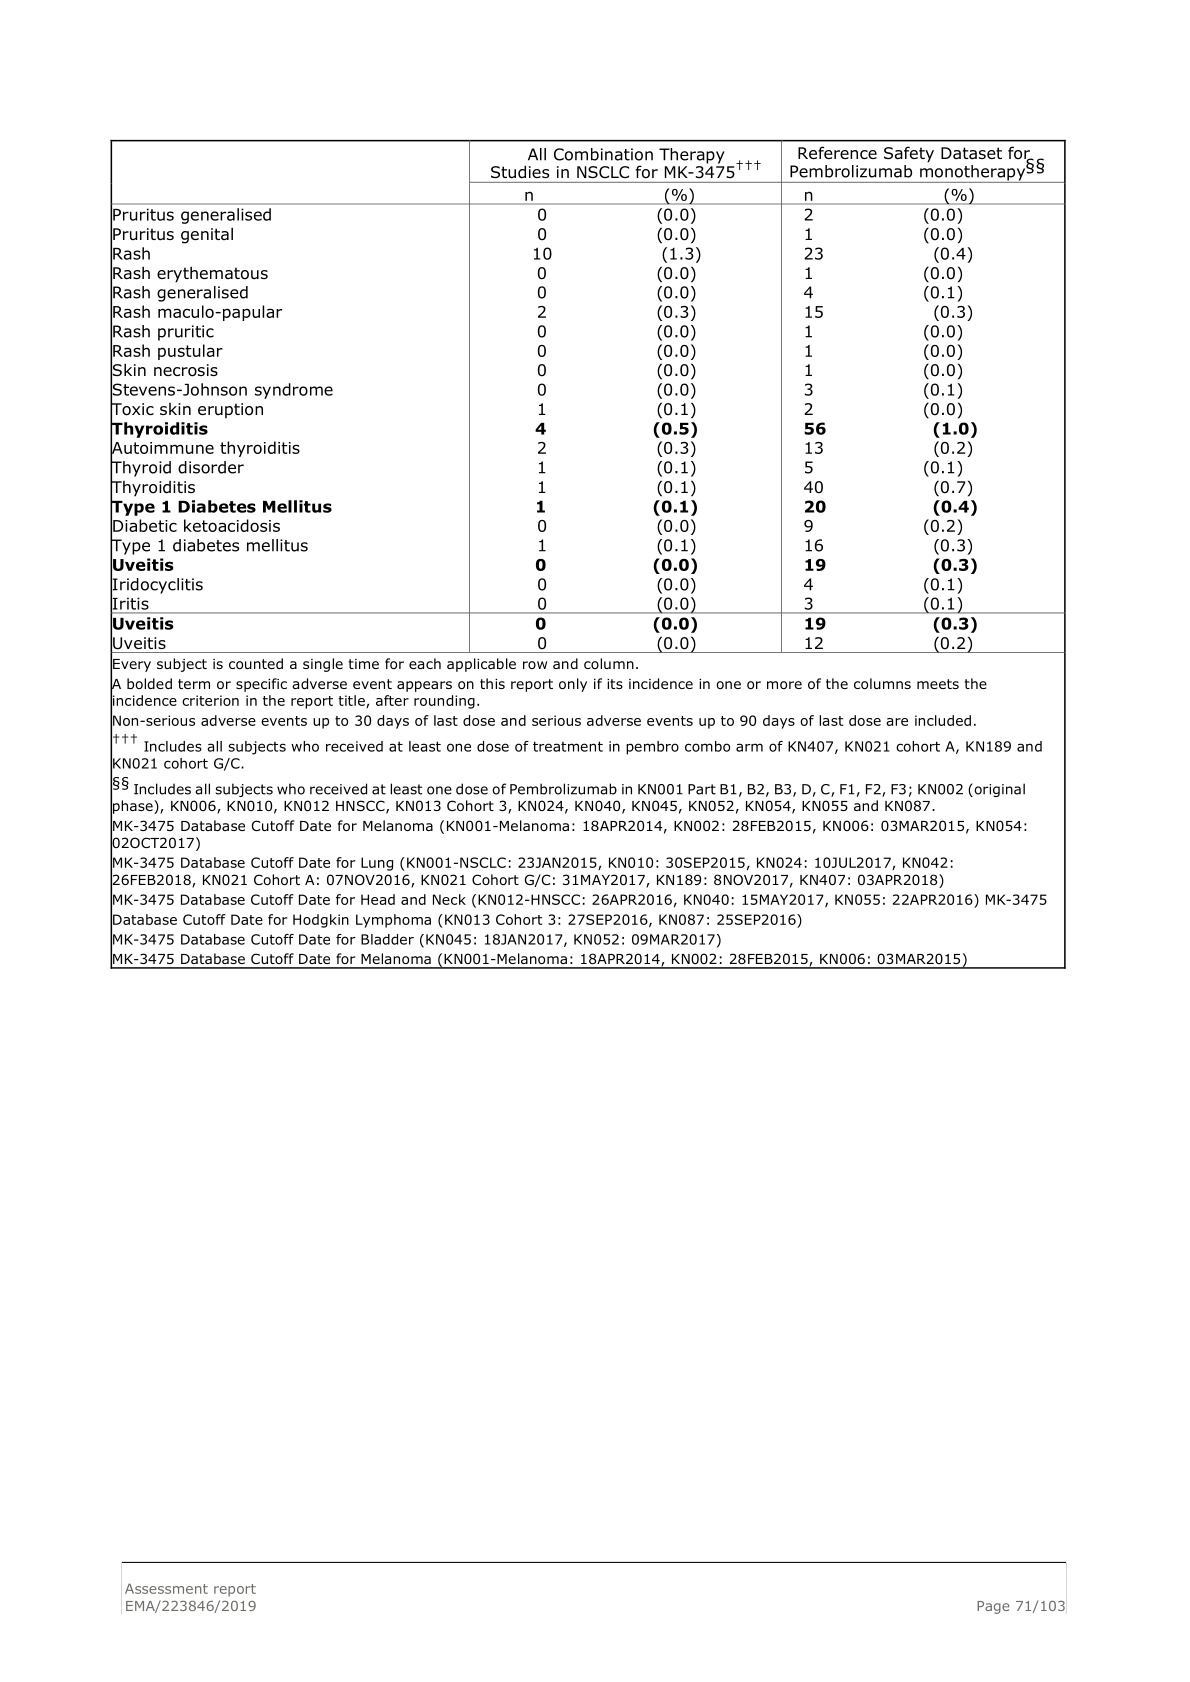 All Combination Therapy
Studies in NSCLC for MK-3475†††
Reference Safety Dataset for
Pembrolizumab monotherapy§§
n (%) n (%)
Pruritus generalised 0 (0.0) 2 (0.0)
Pruritus genital 0 (0.0) 1 (0.0)
Rash 10 (1.3) 23 (0.4)
Rash erythematous 0 (0.0) 1 (0.0)
Rash generalised 0 (0.0) 4 (0.1)
Rash maculo-papular 2 (0.3) 15 (0.3)
Rash pruritic 0 (0.0) 1 (0.0)
Rash pustular 0 (0.0) 1 (0.0)
Skin necrosis 0 (0.0) 1 (0.0)
Stevens-Johnson syndrome 0 (0.0) 3 (0.1)
Toxic skin eruption 1 (0.1) 2 (0.0)
Thyroiditis 4 (0.5) 56 (1.0)
Autoimmune thyroiditis 2 (0.3) 13 (0.2)
Thyroid disorder 1 (0.1) 5 (0.1)
Thyroiditis 1 (0.1) 40 (0.7)
Type 1 Diabetes Mellitus 1 (0.1) 20 (0.4)
Diabetic ketoacidosis 0 (0.0) 9 (0.2)
Type 1 diabetes mellitus 1 (0.1) 16 (0.3)
Uveitis 0 (0.0) 19 (0.3)
Iridocyclitis 0 (0.0) 4 (0.1)
Iritis 0 (0.0) 3 (0.1)
Uveitis 0 (0.0) 19 (0.3)
Uveitis 0 (0.0) 12 (0.2)
Every subject is counted a single time for each applicable row and column.
A bolded term or specific adverse event appears on this report only if its incidence in one or more of the columns meets the
incidence criterion in the report title, after rounding.
Non-serious adverse events up to 30 days of last dose and serious adverse events up to 90 days of last dose are included.
††† Includes all subjects who received at least one dose of treatment in pembro combo arm of KN407, KN021 cohort A, KN189 and
KN021 cohort G/C.
§§ Includes all subjects who received at least one dose of Pembrolizumab in KN001 Part B1, B2, B3, D, C, F1, F2, F3; KN002 (original
phase), KN006, KN010, KN012 HNSCC, KN013 Cohort 3, KN024, KN040, KN045, KN052, KN054, KN055 and KN087.
MK-3475 Database Cutoff Date for Melanoma (KN001-Melanoma: 18APR2014, KN002: 28FEB2015, KN006: 03MAR2015, KN054:
02OCT2017)
MK-3475 Database Cutoff Date for Lung (KN001-NSCLC: 23JAN2015, KN010: 30SEP2015, KN024: 10JUL2017, KN042:
26FEB2018, KN021 Cohort A: 07NOV2016, KN021 Cohort G/C: 31MAY2017, KN189: 8NOV2017, KN407: 03APR2018)
MK-3475 Database Cutoff Date for Head and Neck (KN012-HNSCC: 26APR2016, KN040: 15MAY2017, KN055: 22APR2016) MK-3475
Database Cutoff Date for Hodgkin Lymphoma (KN013 Cohort 3: 27SEP2016, KN087: 25SEP2016)
MK-3475 Database Cutoff Date for Bladder (KN045: 18JAN2017, KN052: 09MAR2017)
MK-3475 Database Cutoff Date for Melanoma (KN001-Melanoma: 18APR2014, KN002: 28FEB2015, KN006: 03MAR2015)
Assessment report
EMA/223846/2019 Page 71/103